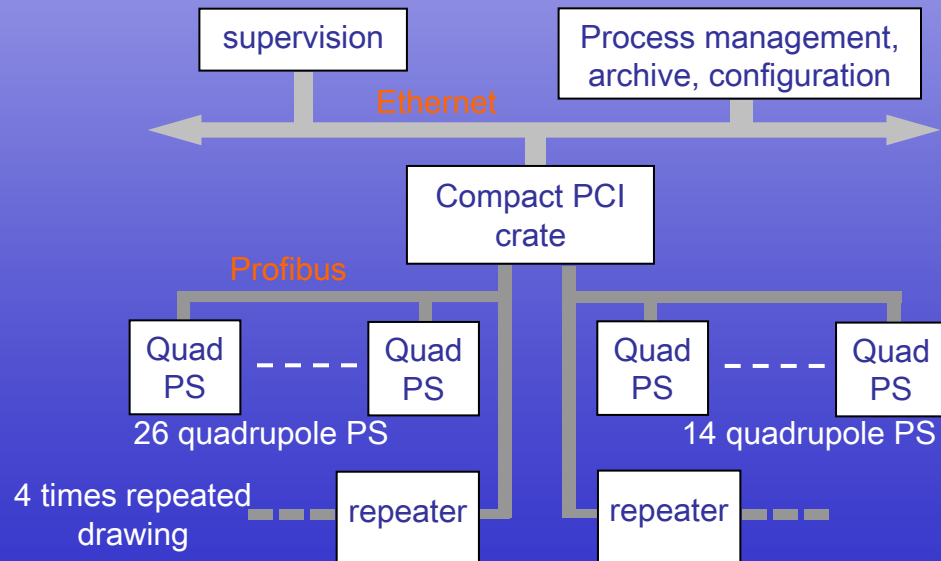 supervision
Process management,
archive, configuration
Ethernet
Compact PCI
crate
Profibus
Quad
PS
Quad
PS
Quad
PS
Quad
PS
26 quadrupole PS
14 quadrupole PS
4 times repeated
drawing
repeater
repeater